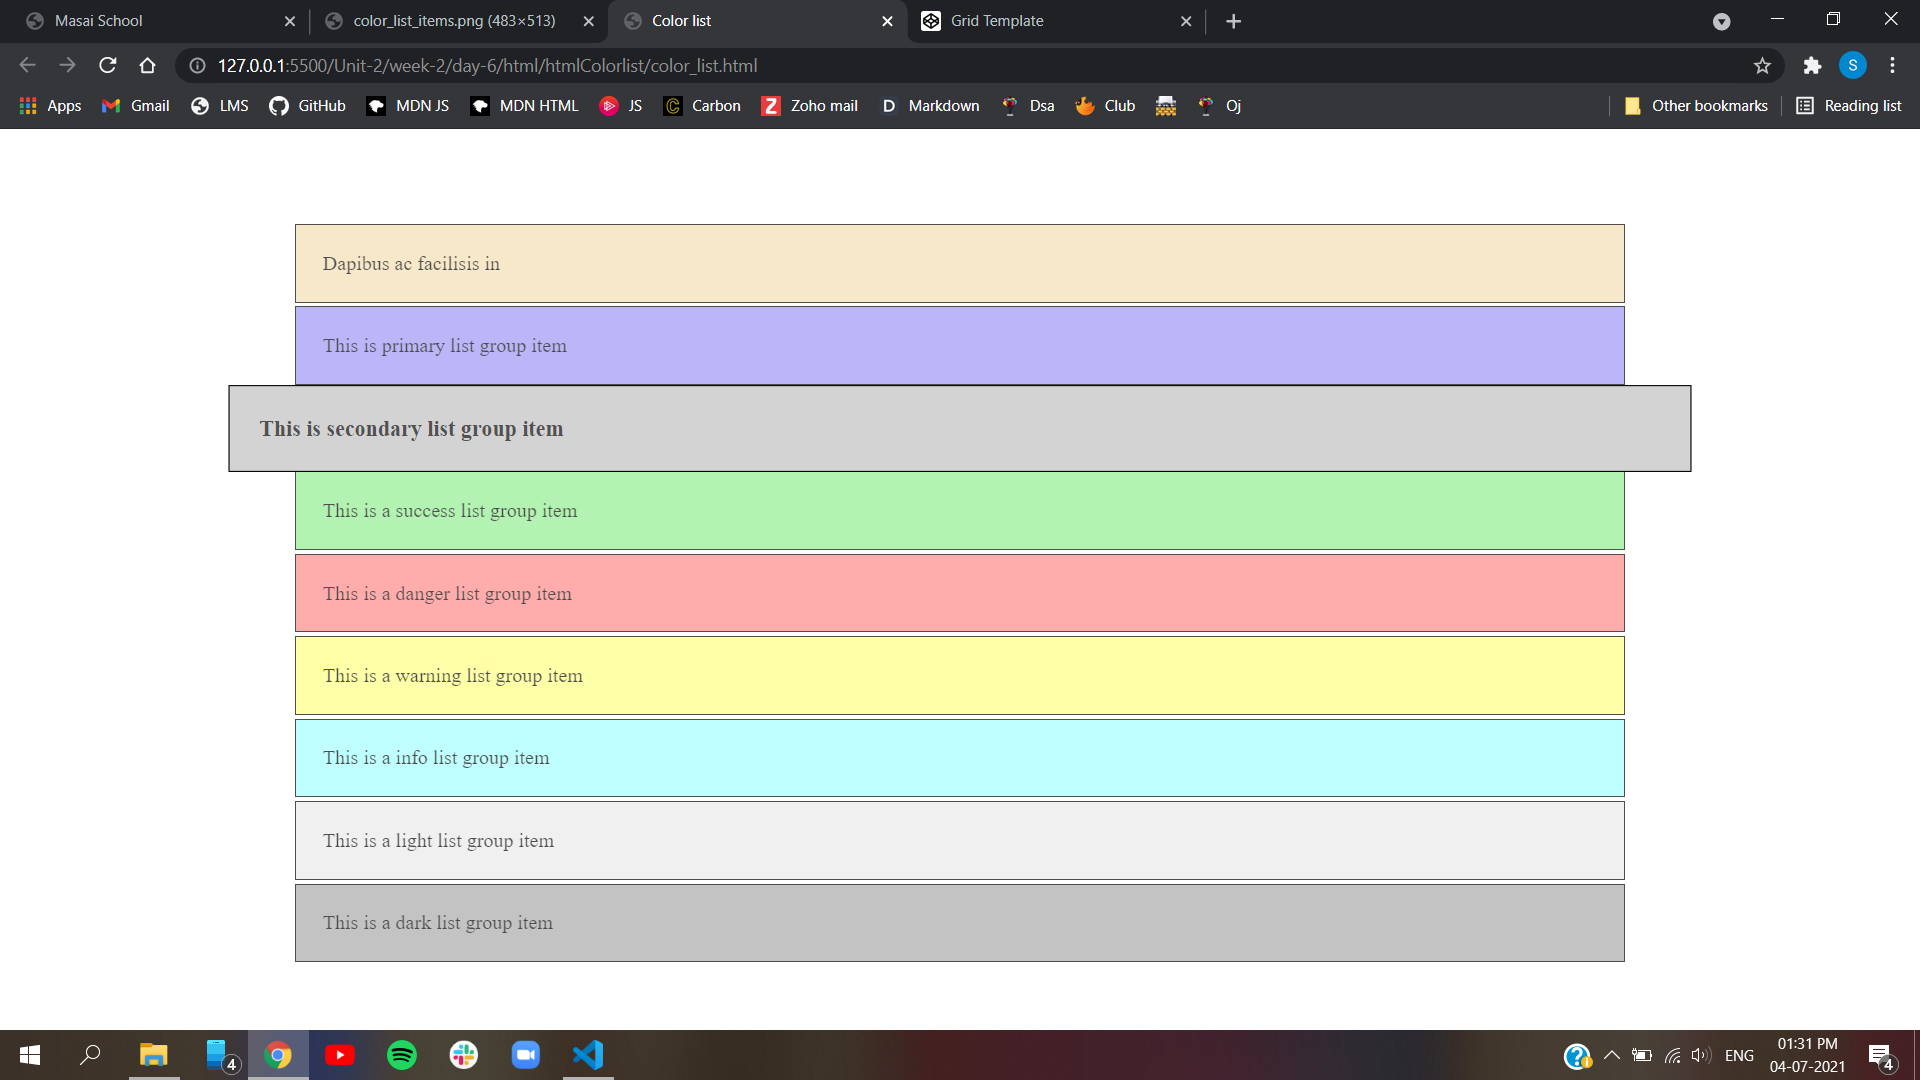 Masai School
color_list_items.png (483×513)
Color list
Grid Template
127.0.0.1:5500/Unit-2/week-2/day-6/html/htmlColorlist/color_list.html
S
Apps
Gmail
LMS
GitHub
MDN JS
MDN HTML
JS
Carbon
Zoho mail
Markdown
Dsa
Club
Oj
Other bookmarks
Reading list
Dapibus ac facilisis in
This is primary list group item
This is secondary list group item
This is a success list group item
This is a danger list group item
This is a warning list group item
This is a info list group item
This is a light list group item
This is a dark list group item
4
ENG
01:31 PM
04-07-2021
4